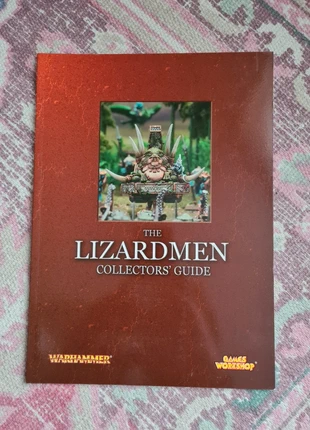 THE
LIZARDMEN
COLLECTORS' GUIDE
WARHAMMER®
GAMES
WORKSHOP®